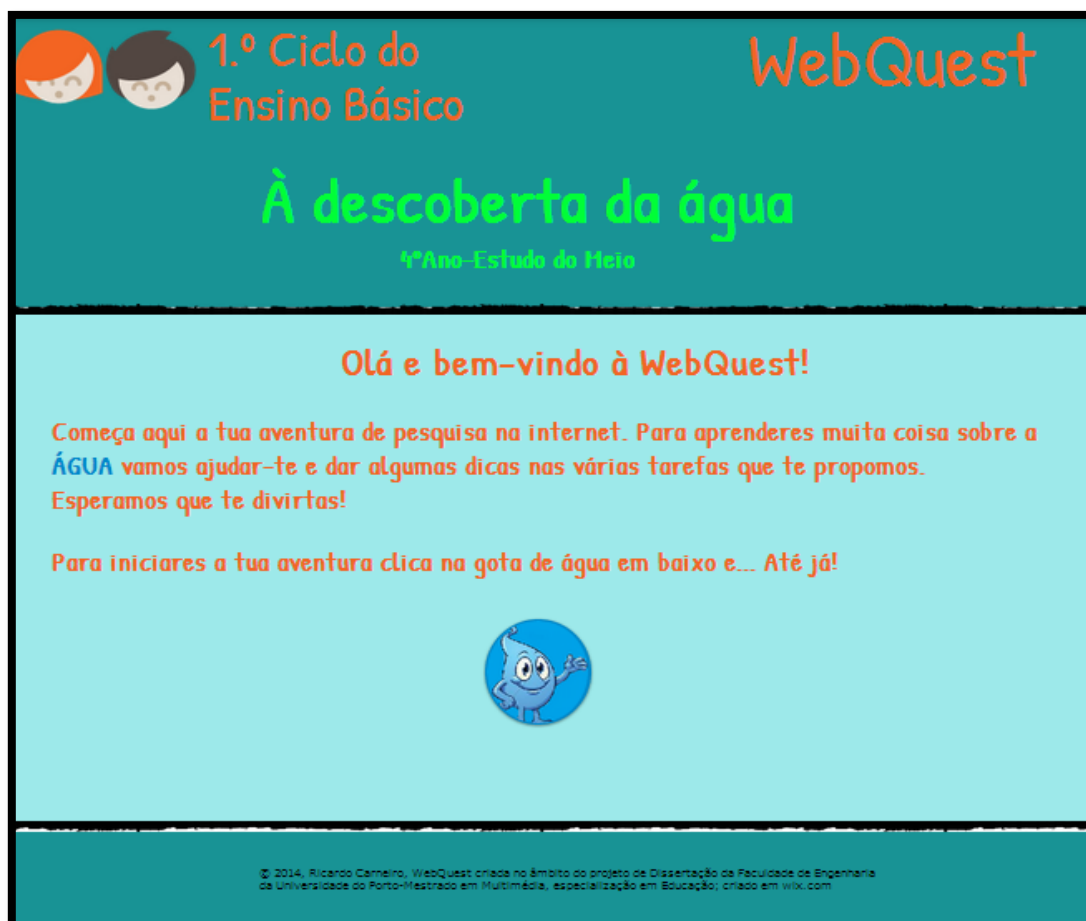 1.º Ciclo do
Ensino Básico
WebQuest
À descoberta da água
4ºAno-Estudo do Meio
Olá e bem-vindo à WebQuest!
Começa aqui a tua aventura de pesquisa na internet. Para aprenderes muita coisa sobre a
ÁGUA vamos ajudar-te e dar algumas dicas nas várias tarefas que te propomos.
Esperamos que te divirtas!
Para iniciares a tua aventura clica na gota de água em baixo e... Até já!
© 2014, Ricardo Carneiro, WebQuest criada no âmbito do projeto de Dissertação da Faculdade de Engenharia
da Universidade do Porto-Mestrado em Multimédia, especialização em Educação; criado em wix.com